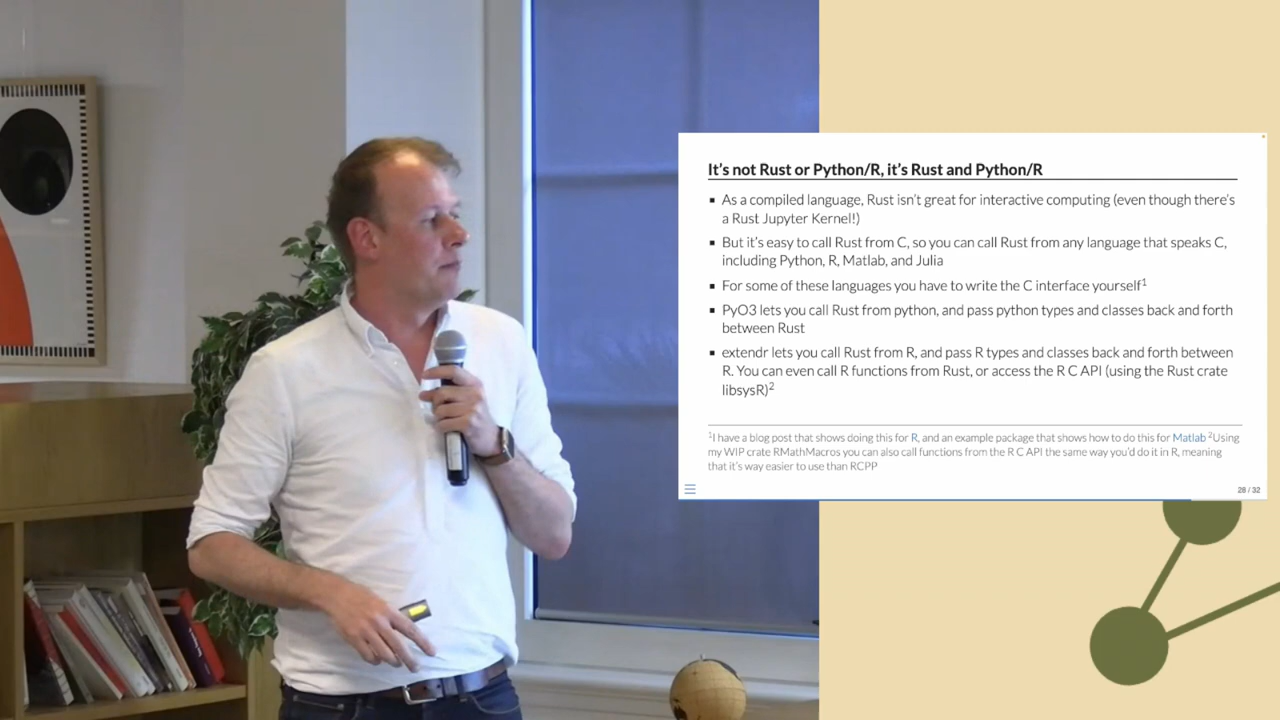 It's not Rust or Python/R, it's Rust and Python/R
▪ As a compiled language, Rust isn't great for interactive computing (even though there's
a Rust Jupyter Kernel!)
▪ But it's easy to call Rust from C, so you can call Rust from any language that speaks C,
including Python, R, Matlab, and Julia
▪ For some of these languages you have to write the C interface yourself¹
▪ PyO3 lets you call Rust from python, and pass python types and classes back and forth
between Rust
▪ extendr lets you call Rust from R, and pass R types and classes back and forth between
R. You can even call R functions from Rust, or access the R C API (using the Rust crate
libsysR)²
¹I have a blog post that shows doing this for R, and an example package that shows how to do this for Matlab ²Using
my WIP crate RMathMacros you can also call functions from the R C API the same way you'd do it in R, meaning
that it's way easier to use than RCPP
28 / 32